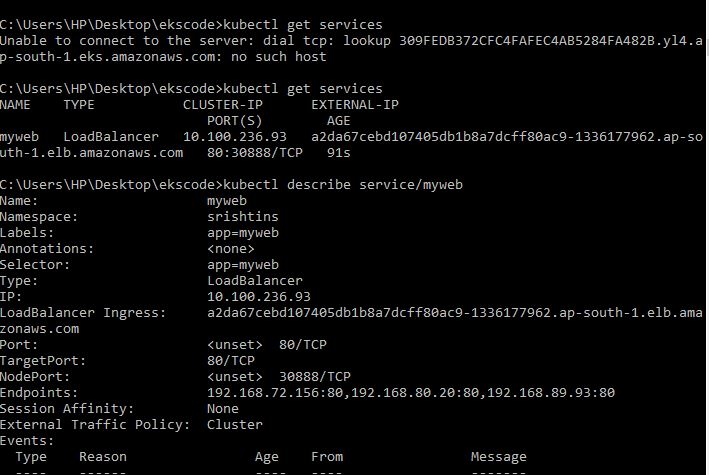 C:\Users\HP\Desktop\ekscode>kubectl get services
Unable to connect to the server: dial tcp: lookup 309FEDB372CFC4FAFEC4AB5284FA482B.yl4.a
p-south-1.eks.amazonaws.com: no such host
C:\Users\HP\Desktop\ekscode>kubectl get services
NAME    TYPE           CLUSTER-IP      EXTERNAL-IP
                          PORT(S)        AGE
myweb   LoadBalancer   10.100.236.93   a2da67cebd107405db1b8a7dcff80ac9-1336177962.ap-so
uth-1.elb.amazonaws.com   80:30888/TCP   91s
C:\Users\HP\Desktop\ekscode>kubectl describe service/myweb
Name:                     myweb
Namespace:                srishtins
Labels:                   app=myweb
Annotations:              <none>
Selector:                 app=myweb
Type:                     LoadBalancer
IP:                       10.100.236.93
LoadBalancer Ingress:     a2da67cebd107405db1b8a7dcff80ac9-1336177962.ap-south-1.elb.ama
zonaws.com
Port:                     <unset>  80/TCP
TargetPort:               80/TCP
NodePort:                 <unset>  30888/TCP
Endpoints:                192.168.72.156:80,192.168.80.20:80,192.168.89.93:80
Session Affinity:         None
External Traffic Policy:  Cluster
Events:
  Type    Reason                Age   From                Message
  ----    ------                ----  ----                -------